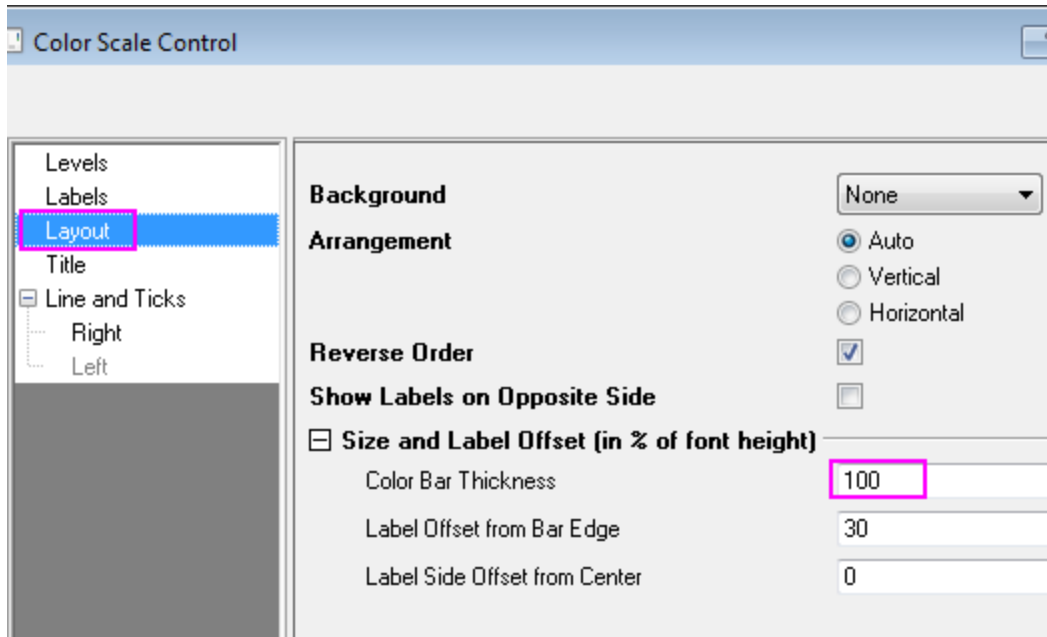 Color Scale Control
Levels
Labels
Layout
Title
Line and Ticks
Right
Left
Background
None
Arrangement
Auto
Vertical
Horizontal
Reverse Order
Show Labels on Opposite Side
Size and Label Offset (in % of font height)
Color Bar Thickness
100
Label Offset from Bar Edge
30
Label Side Offset from Center
0